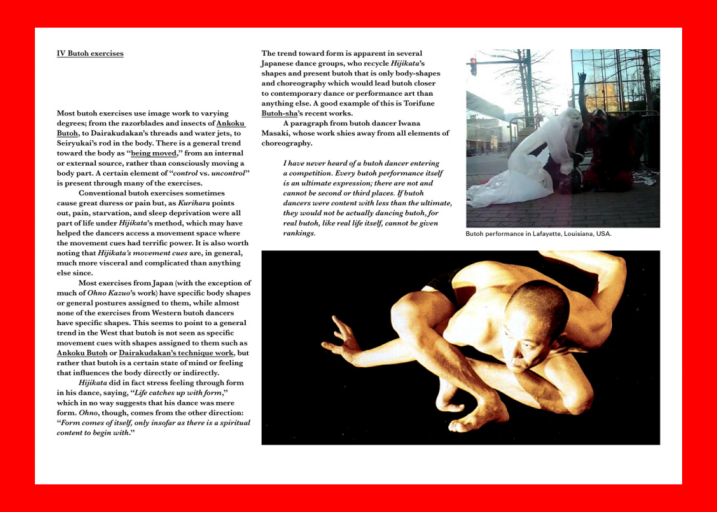 IV Butoh exercises
Most butoh exercises use image work to varying
degrees; from the razorblades and insects of Ankoku
Butoh, to Dairakudakan's threads and water jets, to
Seiryukai's rod in the body. There is a general trend
toward the body as "being moved," from an internal
or external source, rather than consciously moving a
body part. A certain element of "control vs. uncontrol"
is present through many of the exercises.
Conventional butoh exercises sometimes
cause great duress or pain but, as Kurihara points
out, pain, starvation, and sleep deprivation were all
part of life under Hijikata's method, which may have
helped the dancers access a movement space where
the movement cues had terrific power. It is also worth
noting that Hijikata's movement cues are, in general,
much more visceral and complicated than anything
else since.
Most exercises from Japan (with the exception of
much of Ohno Kazuo's work) have specific body shapes
or general postures assigned to them, while almost
none of the exercises from Western butoh dancers
have specific shapes. This seems to point to a general
trend in the West that butoh is not seen as specific
movement cues with shapes assigned to them such as
Ankoku Butoh or Dairakudakan's technique work, but
rather that butoh is a certain state of mind or feeling
that influences the body directly or indirectly.
Hijikata did in fact stress feeling through form
in his dance, saying, "Life catches up with form,"
which in no way suggests that his dance was mere
form. Ohno, though, comes from the other direction:
"Form comes of itself, only insofar as there is a spiritual
content to begin with."
The trend toward form is apparent in several
Japanese dance groups, who recycle Hijikata's
shapes and present butoh that is only body-shapes
and choreography which would lead butoh closer
to contemporary dance or performance art than
anything else. A good example of this is Torifune
Butoh-sha's recent works.
A paragraph from butoh dancer Iwana
Masaki, whose work shies away from all elements of
choreography.
I have never heard of a butoh dancer entering
a competition. Every butoh performance itself
is an ultimate expression; there are not and
cannot be second or third places. If butoh
dancers were content with less than the ultimate,
they would not be actually dancing butoh, for
real butoh, like real life itself, cannot be given
rankings.
Butoh performance in Lafayette, Louisiana, USA.